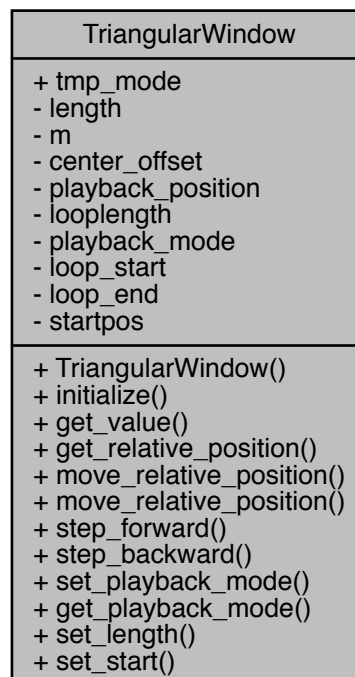 TriangularWindow
+ tmp_mode
- length
- m
- center_offset
- playback_position
- looplength
- playback_mode
- loop_start
- loop_end
- startpos
+ TriangularWindow()
+ initialize()
+ get_value()
+ get_relative_position()
+ move_relative_position()
+ move_relative_position()
+ step_forward()
+ step_backward()
+ set_playback_mode()
+ get_playback_mode()
+ set_length()
+ set_start()